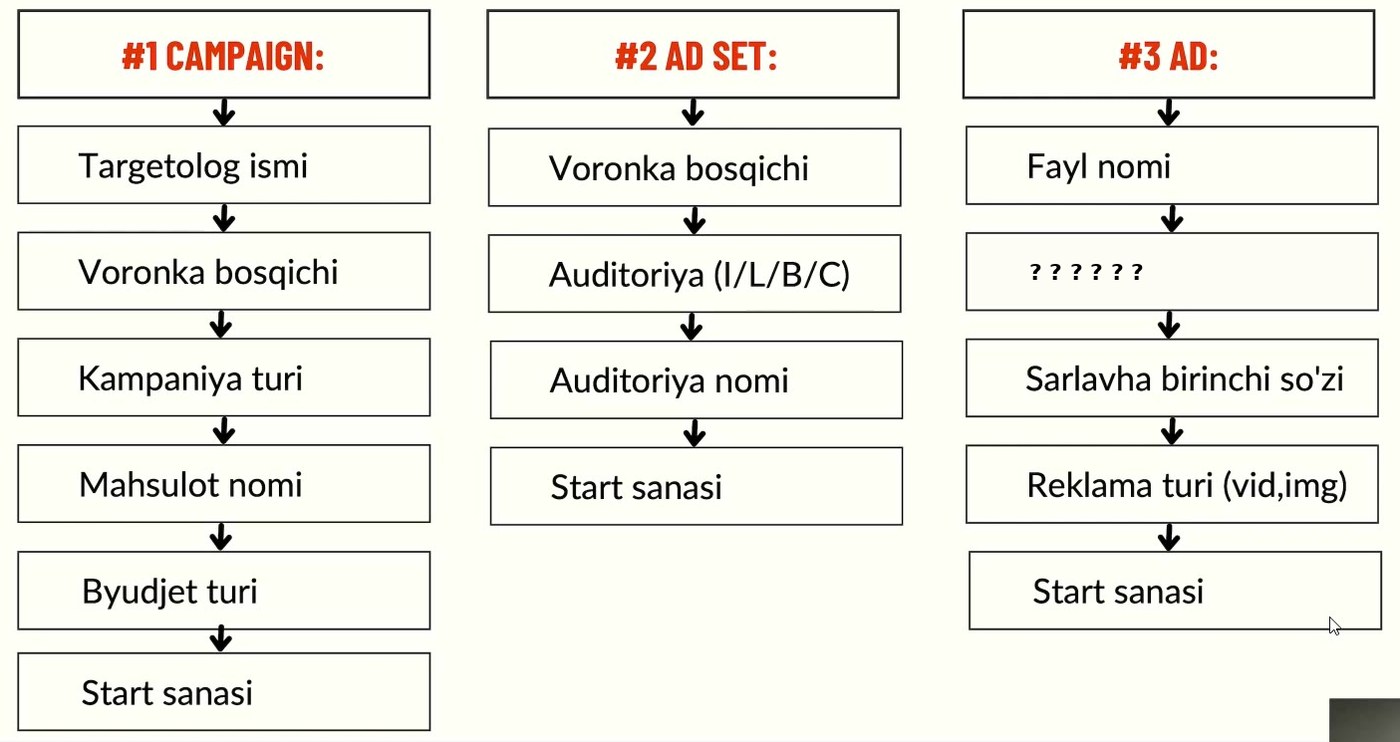 #1 CAMPAIGN:
Targetolog ismi
Voronka bosqichi
Kampaniya turi
Mahsulot nomi
Byudjet turi
Start sanasi
#2 AD SET:
Voronka bosqichi
Auditoriya (I/L/B/C)
Auditoriya nomi
Start sanasi
#3 AD:
Fayl nomi
? ? ? ? ? ?
Sarlavha birinchi so'zi
Reklama turi (vid,img)
Start sanasi